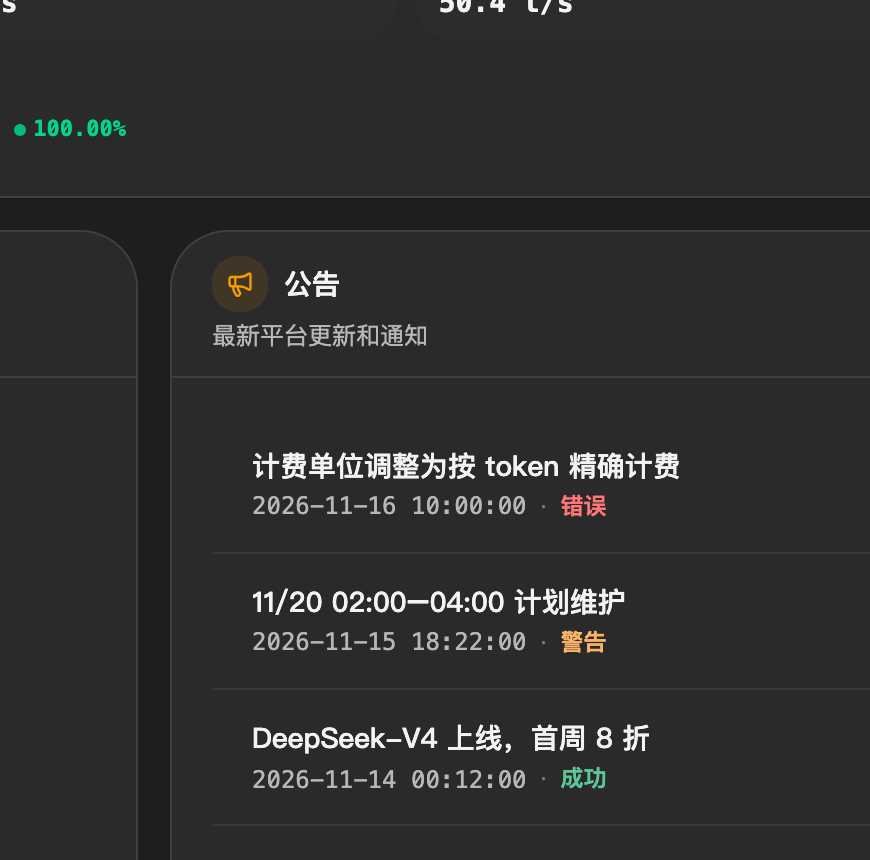 s
50.4 t/s
100.00%
公告
最新平台更新和通知
计费单位调整为按 token 精确计费
2026-11-16 10:00:00 · 错误
11/20 02:00—04:00 计划维护
2026-11-15 18:22:00 · 警告
DeepSeek-V4 上线，首周 8 折
2026-11-14 00:12:00 · 成功